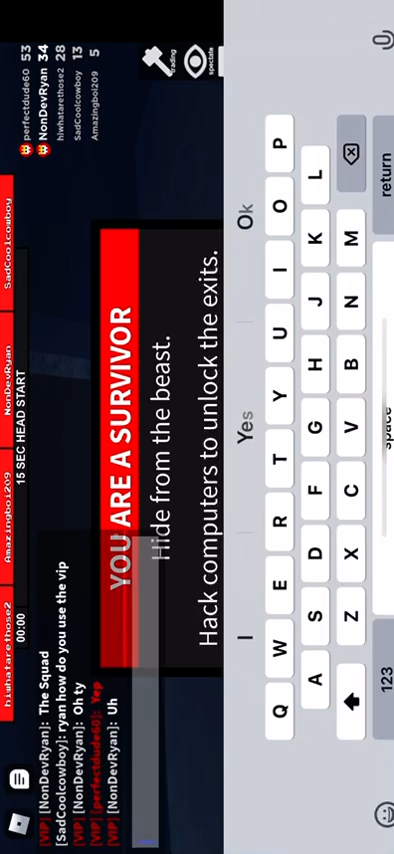 perfectdude60 53
NonDevRyan 34
hiwhatarethose2 28
SadCoolcowboy 13
Amazingboi209 5
trading
spectate
hiwhatarethose2 Amazingboi209 NonDevRyan SadCoolcowboy
00:00 15 SEC HEAD START
[VIP] [NonDevRyan]: The Squad
[SadCoolcowboy]: ryan how do you use the vip
[VIP] [NonDevRyan]: Oh ty
[VIP] [perfectdude60]: Yep
[VIP] [NonDevRyan]: Uh
YOU ARE A SURVIVOR
Hide from the beast.
Hack computers to unlock the exits.
I Yes Ok
Q W E R T Y U I O P
A S D F G H J K L
Z X C V B N M
123 space return